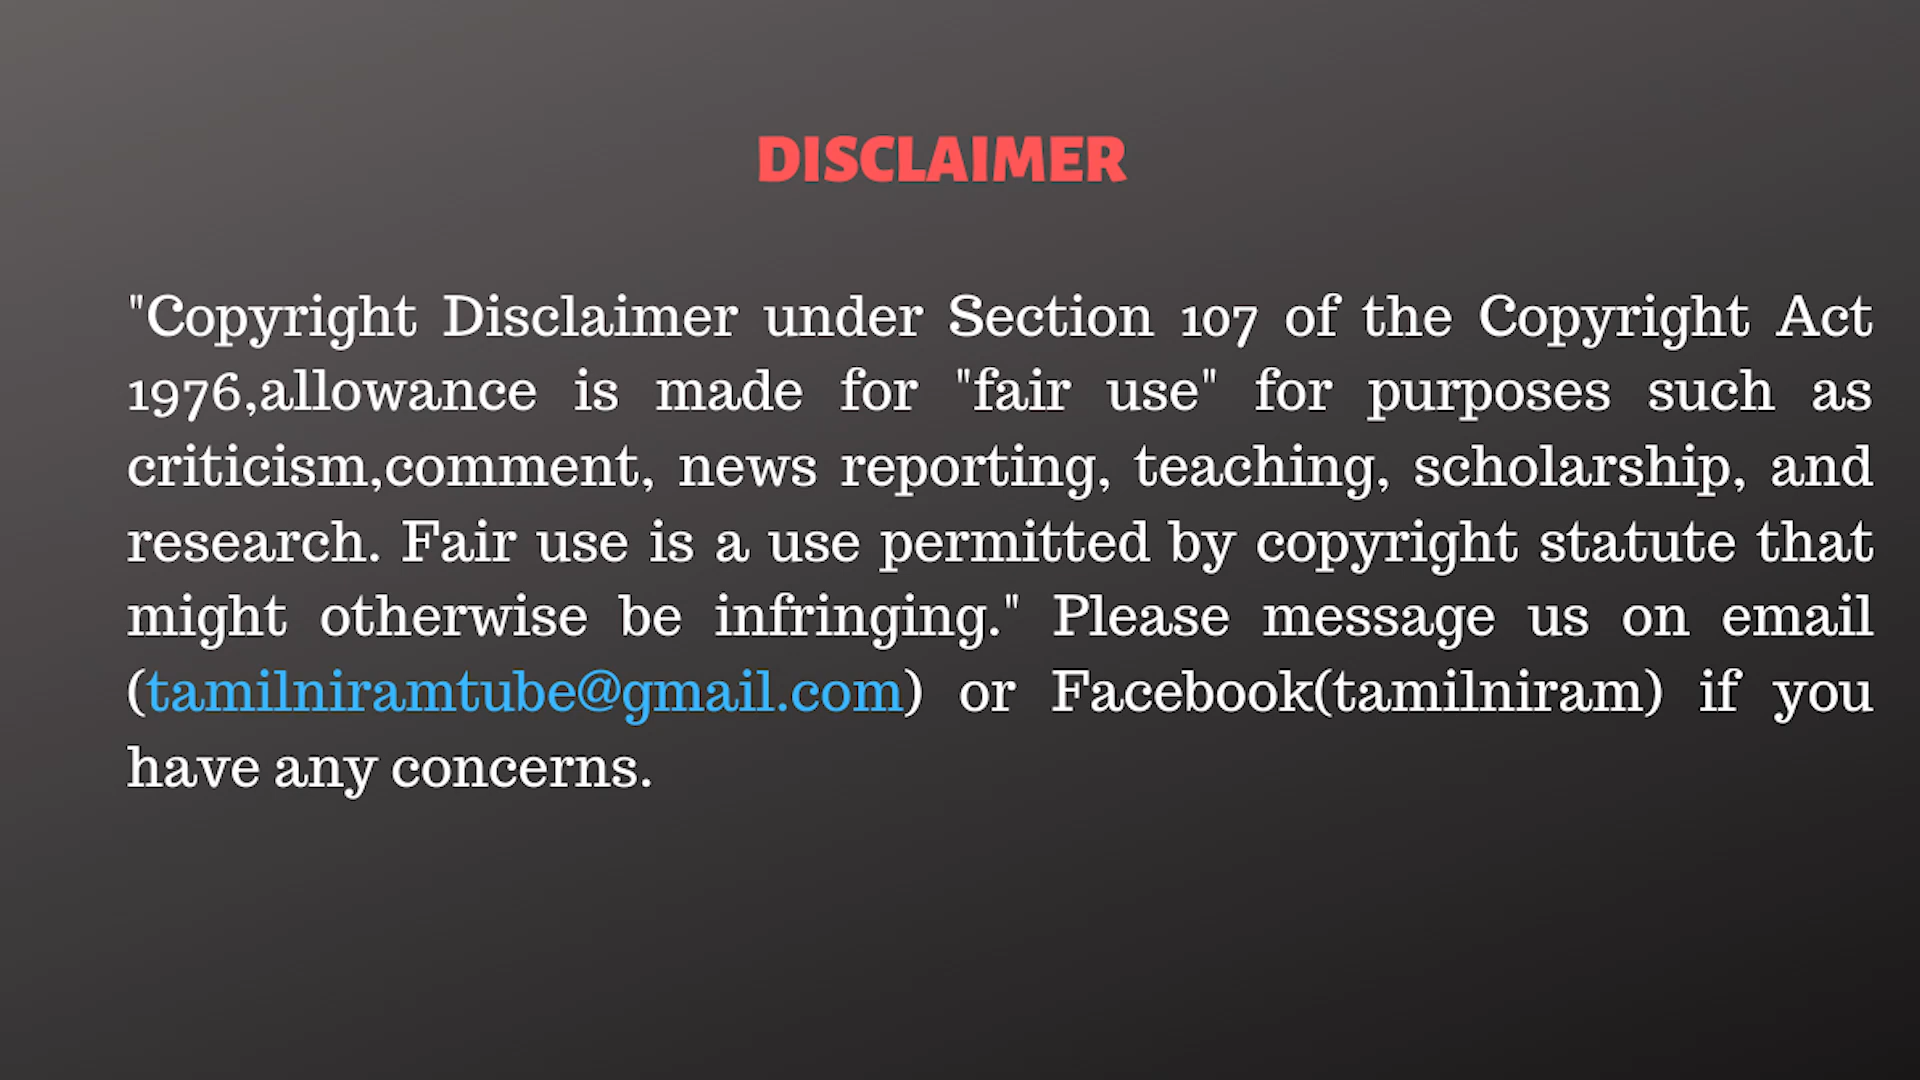 DISCLAIMER
"Copyright Disclaimer under Section 107 of the Copyright Act
1976,allowance is made for "fair use" for purposes such as
criticism,comment, news reporting, teaching, scholarship, and
research. Fair use is a use permitted by copyright statute that
might otherwise be infringing." Please message us on email
(tamilniramtube@gmail.com) or Facebook(tamilniram) if you
have any concerns.